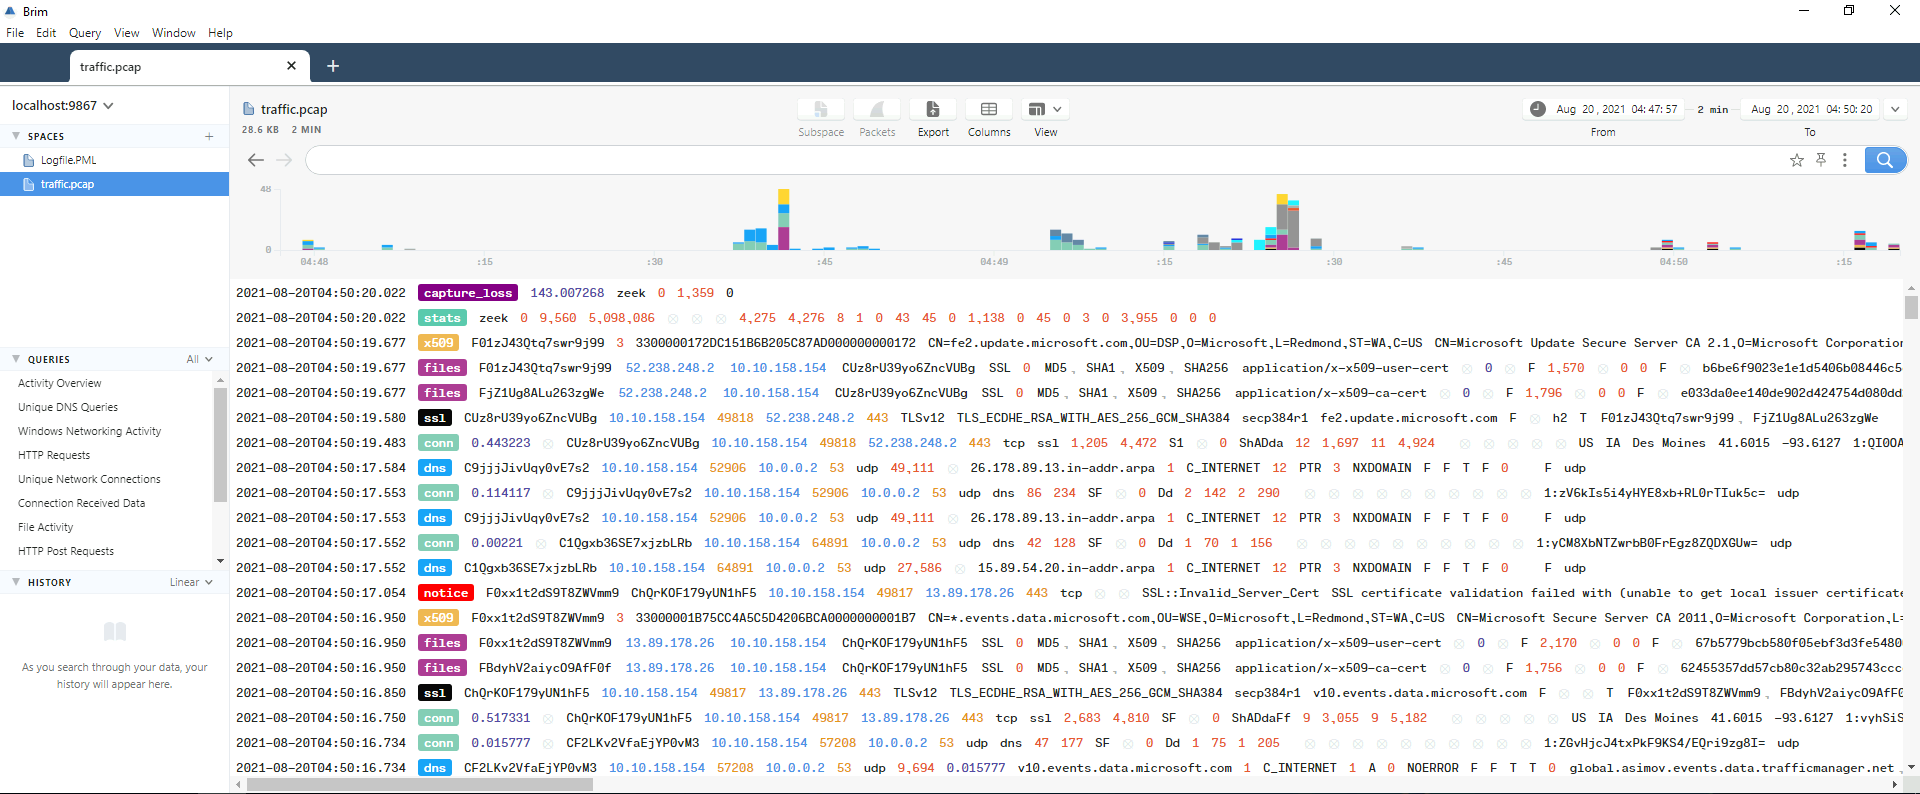 Brim
File Edit Query View Window Help
traffic.pcap
localhost:9867
SPACES
Logfile.PML
traffic.pcap
QUERIES All
Activity Overview
Unique DNS Queries
Windows Networking Activity
HTTP Requests
Unique Network Connections
Connection Received Data
File Activity
HTTP Post Requests
HISTORY Linear
As you search through your data, your
history will appear here.
traffic.pcap
28.6 KB 2 MIN
Subspace Packets Export Columns View
Aug 20, 2021 04:47:57 2 min Aug 20, 2021 04:50:20
From To
48
0
04:48 :15 :30 :45 04:49 :15 :30 :45 04:50 :15
2021-08-20T04:50:20.022 capture_loss 143.007268 zeek 0 1,359 0
2021-08-20T04:50:20.022 stats zeek 0 9,560 5,098,086 4,275 4,276 8 1 0 43 45 0 1,138 0 45 0 3 0 3,955 0 0 0
2021-08-20T04:50:19.677 x509 F01zJ43Qtq7swr9j99 3 3300000172DC151B6B205C87AD000000000172 CN=fe2.update.microsoft.com,OU=DSP,O=Microsoft,L=Redmond,ST=WA,C=US CN=Microsoft Update Secure Server CA 2.1,O=Microsoft Corporation
2021-08-20T04:50:19.677 files F01zJ43Qtq7swr9j99 52.238.248.2 10.10.158.154 CUz8rU39yo6ZncVUBg SSL 0 MD5, SHA1, X509, SHA256 application/x-x509-user-cert 0 F 1,570 0 0 F b6be6f9023e1e1d5406b08446c5
2021-08-20T04:50:19.677 files FjZ1Ug8ALu263zgWe 52.238.248.2 10.10.158.154 CUz8rU39yo6ZncVUBg SSL 0 MD5, SHA1, X509, SHA256 application/x-x509-ca-cert 0 F 1,796 0 0 F e033da0ee140de902d424754d080dd
2021-08-20T04:50:19.580 ssl CUz8rU39yo6ZncVUBg 10.10.158.154 49818 52.238.248.2 443 TLSv12 TLS_ECDHE_RSA_WITH_AES_256_GCM_SHA384 secp384r1 fe2.update.microsoft.com F h2 T F01zJ43Qtq7swr9j99, FjZ1Ug8ALu263zgWe
2021-08-20T04:50:19.483 conn 0.443223 CUz8rU39yo6ZncVUBg 10.10.158.154 49818 52.238.248.2 443 tcp ssl 1,205 4,472 S1 0 ShADda 12 1,697 11 4,924 US IA Des Moines 41.6015 -93.6127 1:QI0OA
2021-08-20T04:50:17.584 dns C9jjjJivUqy0vE7s2 10.10.158.154 52906 10.0.0.2 53 udp 49,111 26.178.89.13.in-addr.arpa 1 C_INTERNET 12 PTR 3 NXDOMAIN F F T F 0 F udp
2021-08-20T04:50:17.553 conn 0.114117 C9jjjJivUqy0vE7s2 10.10.158.154 52906 10.0.0.2 53 udp dns 86 234 SF 0 Dd 2 142 2 290 1:zV6kIs5i4yHYE8xb+RL0rTIuk5c= udp
2021-08-20T04:50:17.553 dns C9jjjJivUqy0vE7s2 10.10.158.154 52906 10.0.0.2 53 udp 49,111 26.178.89.13.in-addr.arpa 1 C_INTERNET 12 PTR 3 NXDOMAIN F F T F 0 F udp
2021-08-20T04:50:17.552 conn 0.00221 C1Qgxb36SE7xjzbLRb 10.10.158.154 64891 10.0.0.2 53 udp dns 42 128 SF 0 Dd 1 70 1 156 1:yCM8XbNTZwrbB0FrEgz8ZQDXGUw= udp
2021-08-20T04:50:17.552 dns C1Qgxb36SE7xjzbLRb 10.10.158.154 64891 10.0.0.2 53 udp 27,586 15.89.54.20.in-addr.arpa 1 C_INTERNET 12 PTR 3 NXDOMAIN F F T F 0 F udp
2021-08-20T04:50:17.054 notice F0xx1t2dS9T8ZWVmm9 ChQrKOF179yUN1hF5 10.10.158.154 49817 13.89.178.26 443 tcp SSL::Invalid_Server_Cert SSL certificate validation failed with (unable to get local issuer certificate
2021-08-20T04:50:16.950 x509 F0xx1t2dS9T8ZWVmm9 3 33000001B75CC4A5C5D4206BCA0000000001B7 CN=*.events.data.microsoft.com,OU=WSE,O=Microsoft,L=Redmond,ST=WA,C=US CN=Microsoft Secure Server CA 2011,O=Microsoft Corporation,L=
2021-08-20T04:50:16.950 files F0xx1t2dS9T8ZWVmm9 13.89.178.26 10.10.158.154 ChQrKOF179yUN1hF5 SSL 0 MD5, SHA1, X509, SHA256 application/x-x509-user-cert 0 F 2,170 0 0 F 67b5779bcb580f05ebf3d3fe5480
2021-08-20T04:50:16.950 files FBdyhV2aiycO9AfF0f 13.89.178.26 10.10.158.154 ChQrKOF179yUN1hF5 SSL 0 MD5, SHA1, X509, SHA256 application/x-x509-ca-cert 0 F 1,756 0 0 F 62455357dd57cb80c32ab295743ccc
2021-08-20T04:50:16.850 ssl ChQrKOF179yUN1hF5 10.10.158.154 49817 13.89.178.26 443 TLSv12 TLS_ECDHE_RSA_WITH_AES_256_GCM_SHA384 secp384r1 v10.events.data.microsoft.com F T F0xx1t2dS9T8ZWVmm9, FBdyhV2aiycO9AfF0
2021-08-20T04:50:16.750 conn 0.517331 ChQrKOF179yUN1hF5 10.10.158.154 49817 13.89.178.26 443 tcp ssl 2,683 4,810 SF 0 ShADdaFf 9 3,055 9 5,182 US IA Des Moines 41.6015 -93.6127 1:vyhSiS
2021-08-20T04:50:16.734 conn 0.015777 CF2LKv2VfaEjYP0vM3 10.10.158.154 57208 10.0.0.2 53 udp dns 47 177 SF 0 Dd 1 75 1 205 1:ZGvHjcJ4txPkF9KS4/EQri9zg8I= udp
2021-08-20T04:50:16.734 dns CF2LKv2VfaEjYP0vM3 10.10.158.154 57208 10.0.0.2 53 udp 9,694 0.015777 v10.events.data.microsoft.com 1 C_INTERNET 1 A 0 NOERROR F F T T 0 global.asimov.events.data.trafficmanager.net,